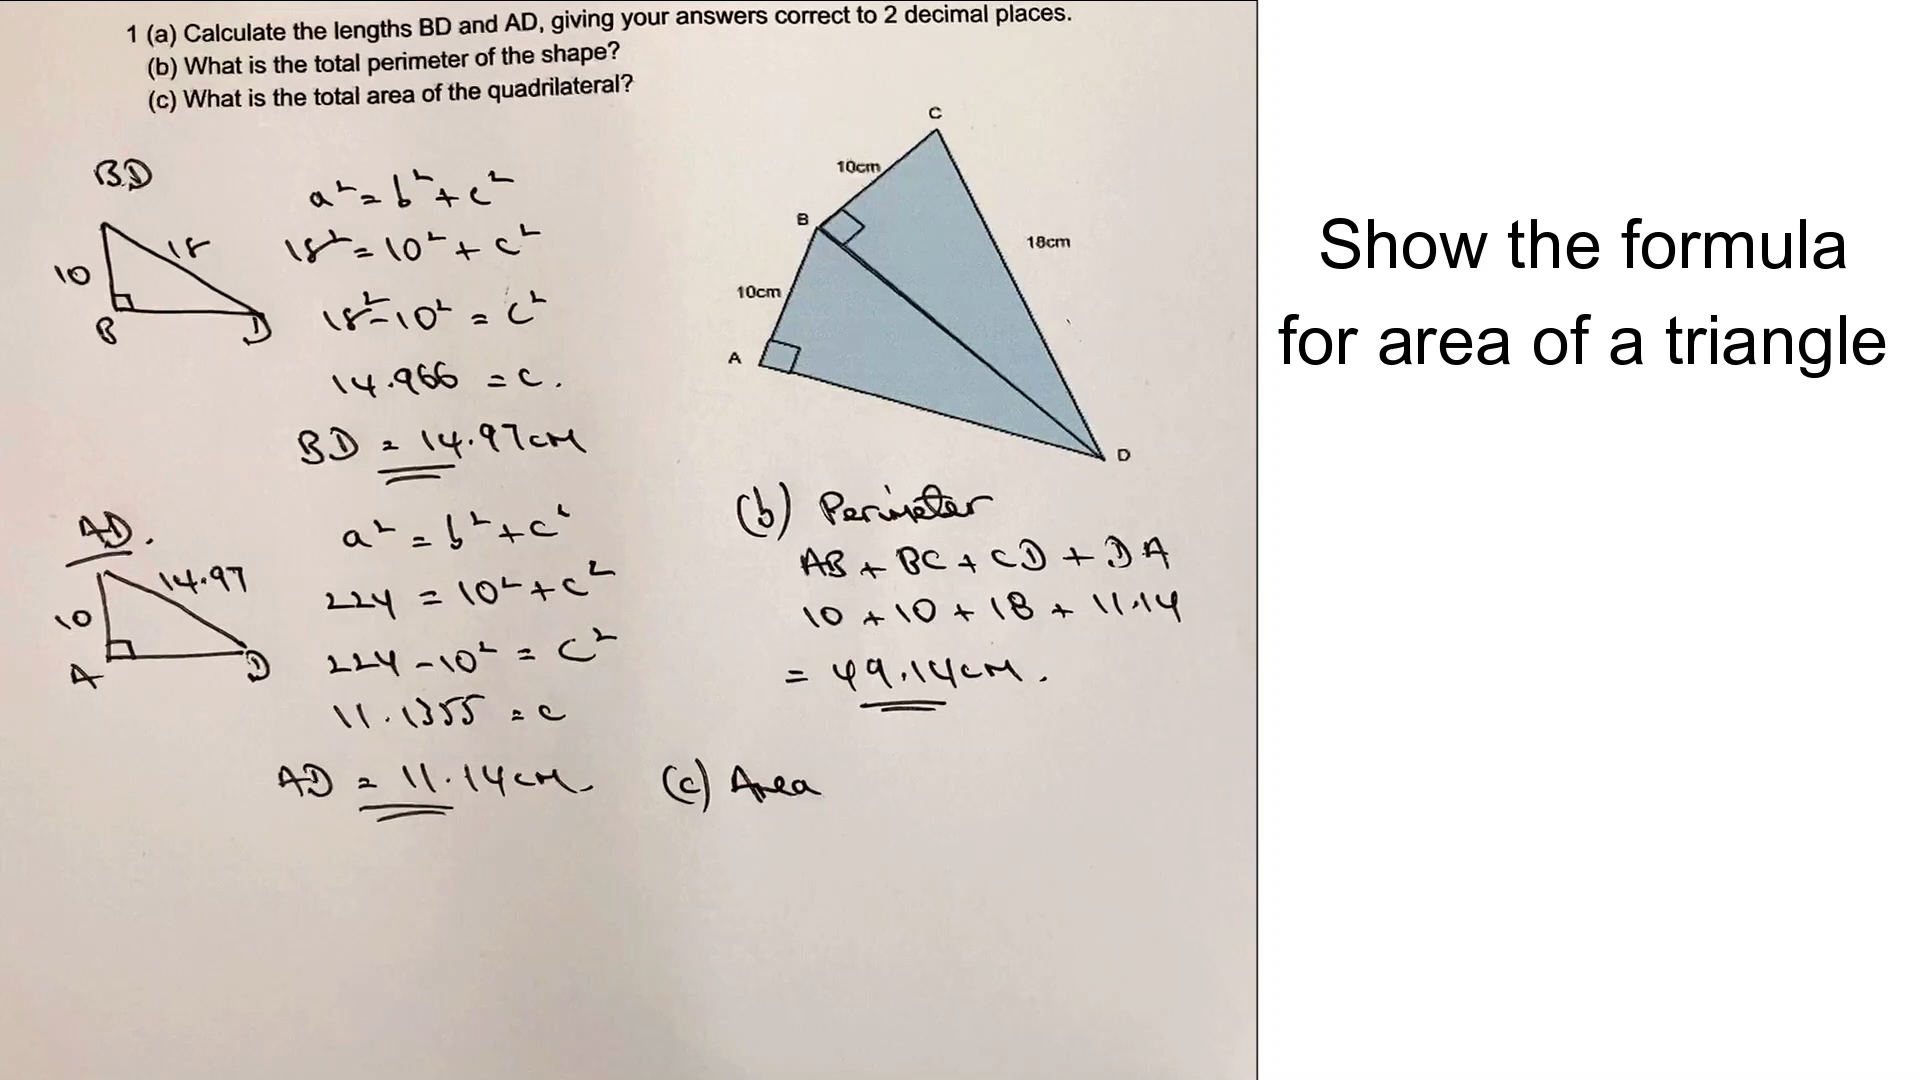 1 (a) Calculate the lengths BD and AD, giving your answers correct to 2 decimal places.
(b) What is the total perimeter of the shape?
(c) What is the total area of the quadrilateral?
C
10cm
B
18cm
10cm
A
D
BD
10
18
B
D
a² = b² + c²
18² = 10² + c²
18² - 10² = c²
14.966 = c.
BD = 14.97cm
AD.
14.97
10
A
D
a² = b² + c²
224 = 10² + c²
224 - 10² = c²
11.1355 = c
AD = 11.14cm.
(b) Perimeter
AB + BC + CD + DA
10 + 10 + 18 + 11.14
= 49.14cm.
(c) Area
Show the formula
for area of a triangle